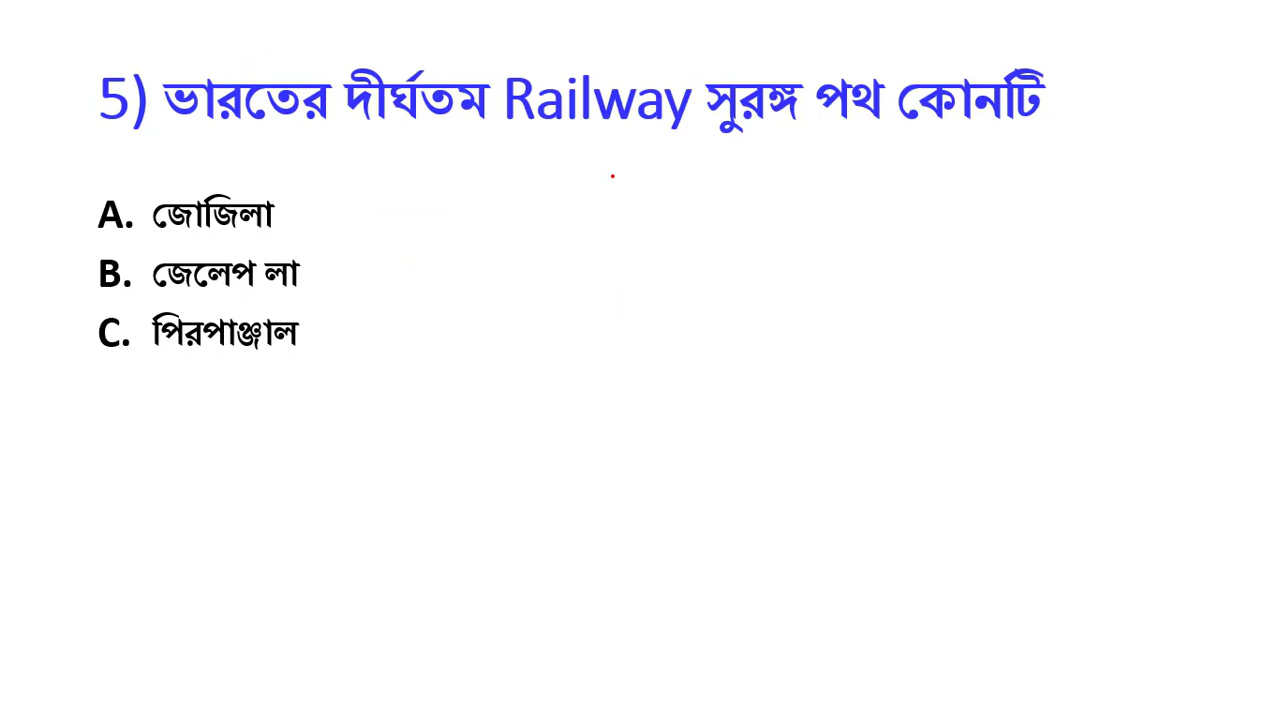 5) ভারতের দীর্ঘতম Railway সুরঙ্গ পথ কোনটি
A. জোজিলা
B. জেলেপ লা
C. পিরপাঞ্জাল